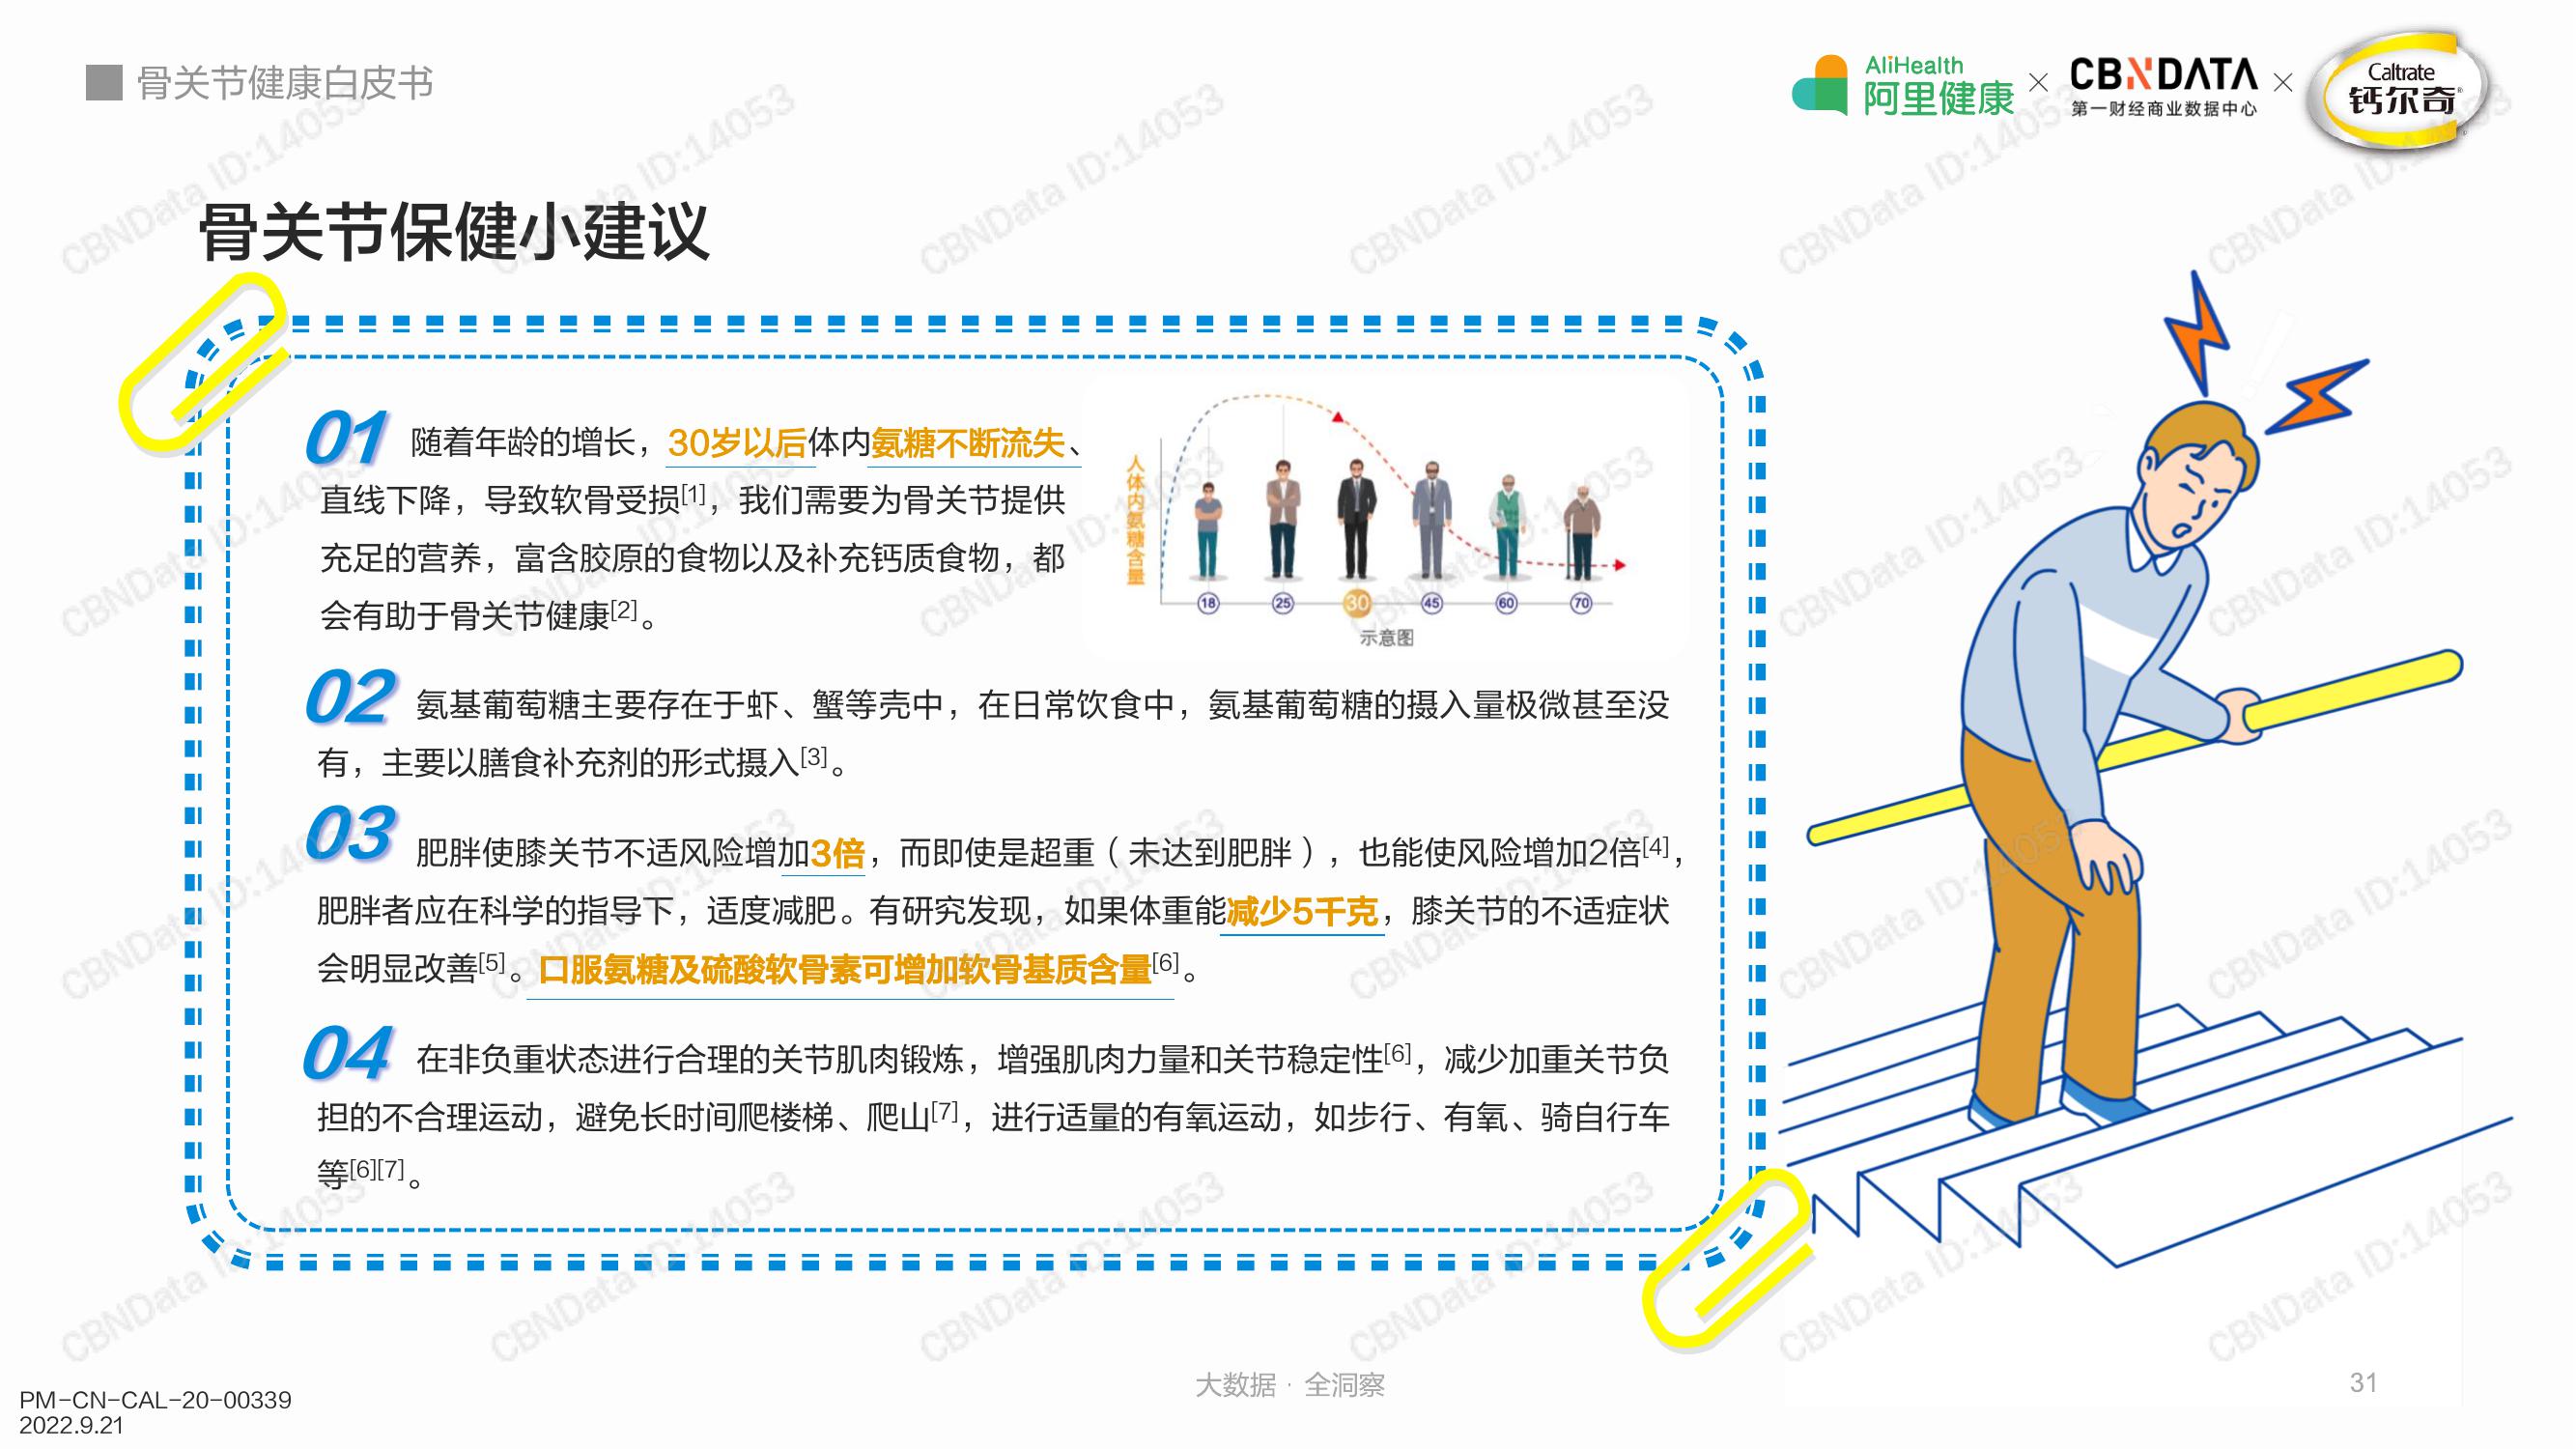 骨关节健康白皮书
AliHealth
阿里健康
×
CBNDATA
第一财经商业数据中心
×
Caltrate
钙尔奇®
骨关节保健小建议
01 随着年龄的增长，30岁以后体内氨糖不断流失、
直线下降，导致软骨受损[1]，我们需要为骨关节提供
充足的营养，富含胶原的食物以及补充钙质食物，都
会有助于骨关节健康[2]。
人体内氨糖含量
18 25 30 45 60 70
示意图
02 氨基葡萄糖主要存在于虾、蟹等壳中，在日常饮食中，氨基葡萄糖的摄入量极微甚至没
有，主要以膳食补充剂的形式摄入[3]。
03 肥胖使膝关节不适风险增加3倍，而即使是超重（未达到肥胖），也能使风险增加2倍[4]，
肥胖者应在科学的指导下，适度减肥。有研究发现，如果体重能减少5千克，膝关节的不适症状
会明显改善[5]。口服氨糖及硫酸软骨素可增加软骨基质含量[6]。
04 在非负重状态进行合理的关节肌肉锻炼，增强肌肉力量和关节稳定性[6]，减少加重关节负
担的不合理运动，避免长时间爬楼梯、爬山[7]，进行适量的有氧运动，如步行、有氧、骑自行车
等[6][7]。
大数据 · 全洞察
31
PM-CN-CAL-20-00339
2022.9.21
CBNData ID:14053